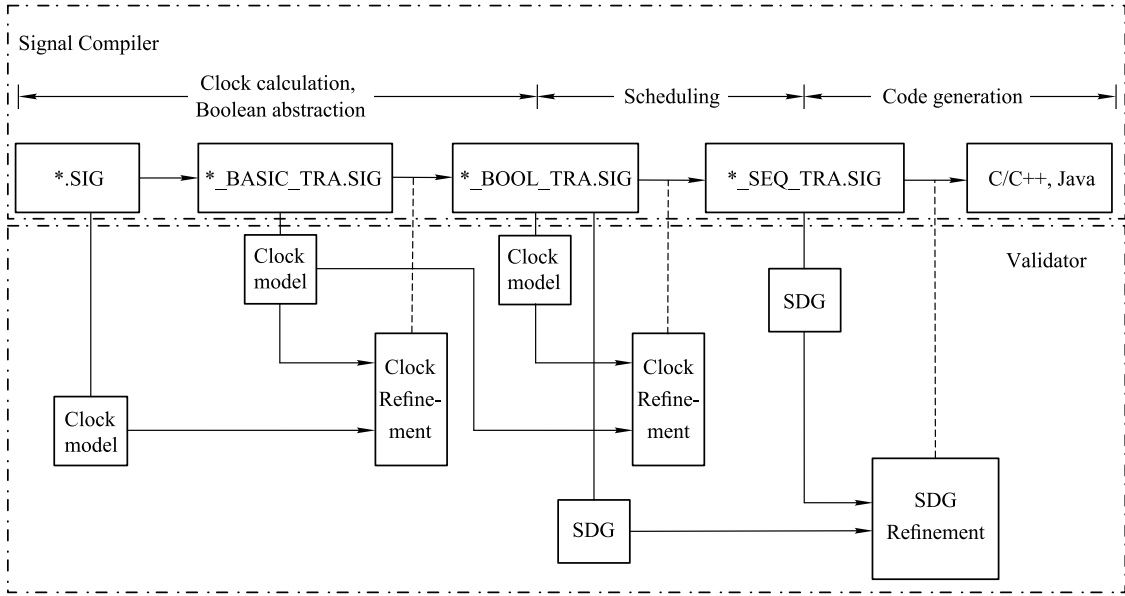 Signal Compiler
Clock calculation,
Boolean abstraction
Scheduling
Code generation
*.SIG
*_BASIC_TRA.SIG
*_BOOL_TRA.SIG
*_SEQ_TRA.SIG
C/C++, Java
Validator
Clock
model
Clock
model
SDG
Clock
Refine-
ment
Clock
Refine-
ment
Clock
model
SDG
SDG
Refinement